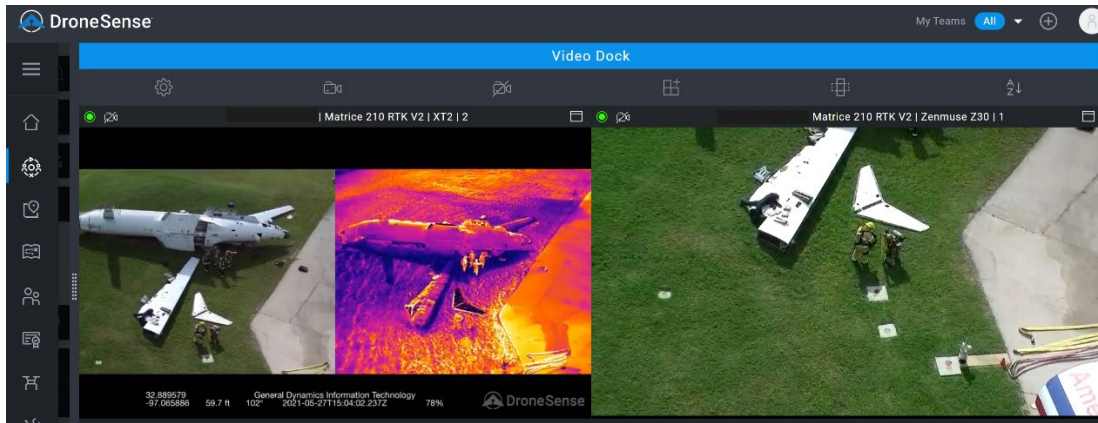 DroneSense
My Teams All
Video Dock
A
Z
| Matrice 210 RTK V2 | XT2 | 2
Matrice 210 RTK V2 | Zenmuse Z30 | 1
32.889579
-97.065886
59.7 ft
102°
General Dynamics Information Technology
2021-05-27T15:04:02.237Z
78%
DroneSense
Ame